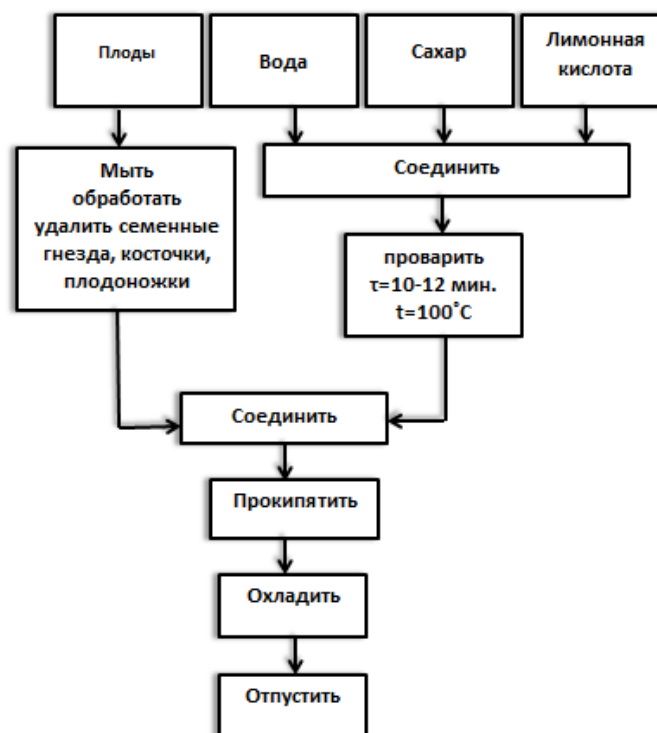 Плоды
Вода
Сахар
Лимонная
кислота
Мыть
обработать
удалить семенные
гнезда, косточки,
плодоножки
Соединить
проварить
τ=10-12 мин.
t=100˚С
Соединить
Прокипятить
Охладить
Отпустить